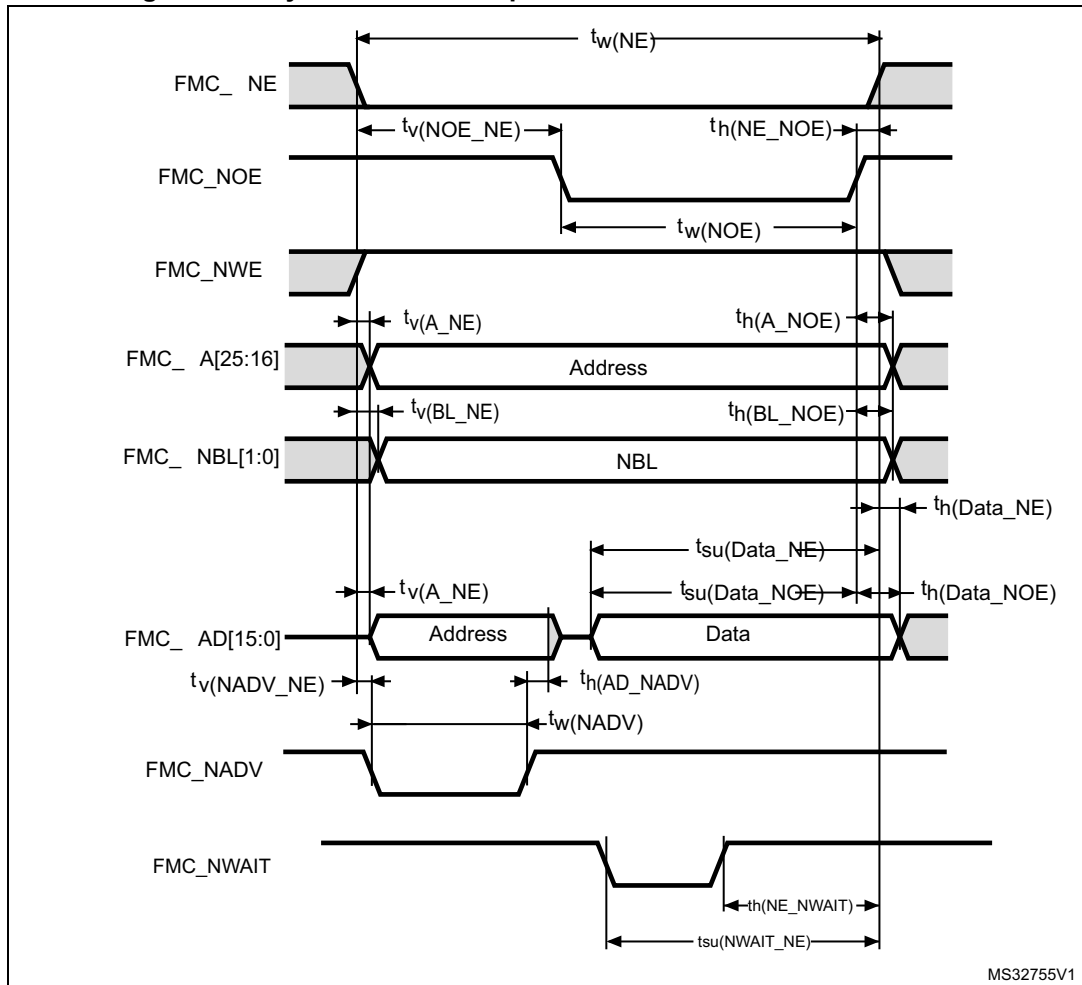 tw(NE)
FMC_ NE
tv(NOE_NE)
th(NE_NOE)
FMC_NOE
tw(NOE)
FMC_NWE
tv(A_NE)
th(A_NOE)
FMC_ A[25:16]
Address
tv(BL_NE)
th(BL_NOE)
FMC_ NBL[1:0]
NBL
th(Data_NE)
tsu(Data_NE)
tv(A_NE)
tsu(Data_NOE)
th(Data_NOE)
FMC_ AD[15:0]
Address
Data
tv(NADV_NE)
th(AD_NADV)
tw(NADV)
FMC_NADV
FMC_NWAIT
th(NE_NWAIT)
tsu(NWAIT_NE)
MS32755V1